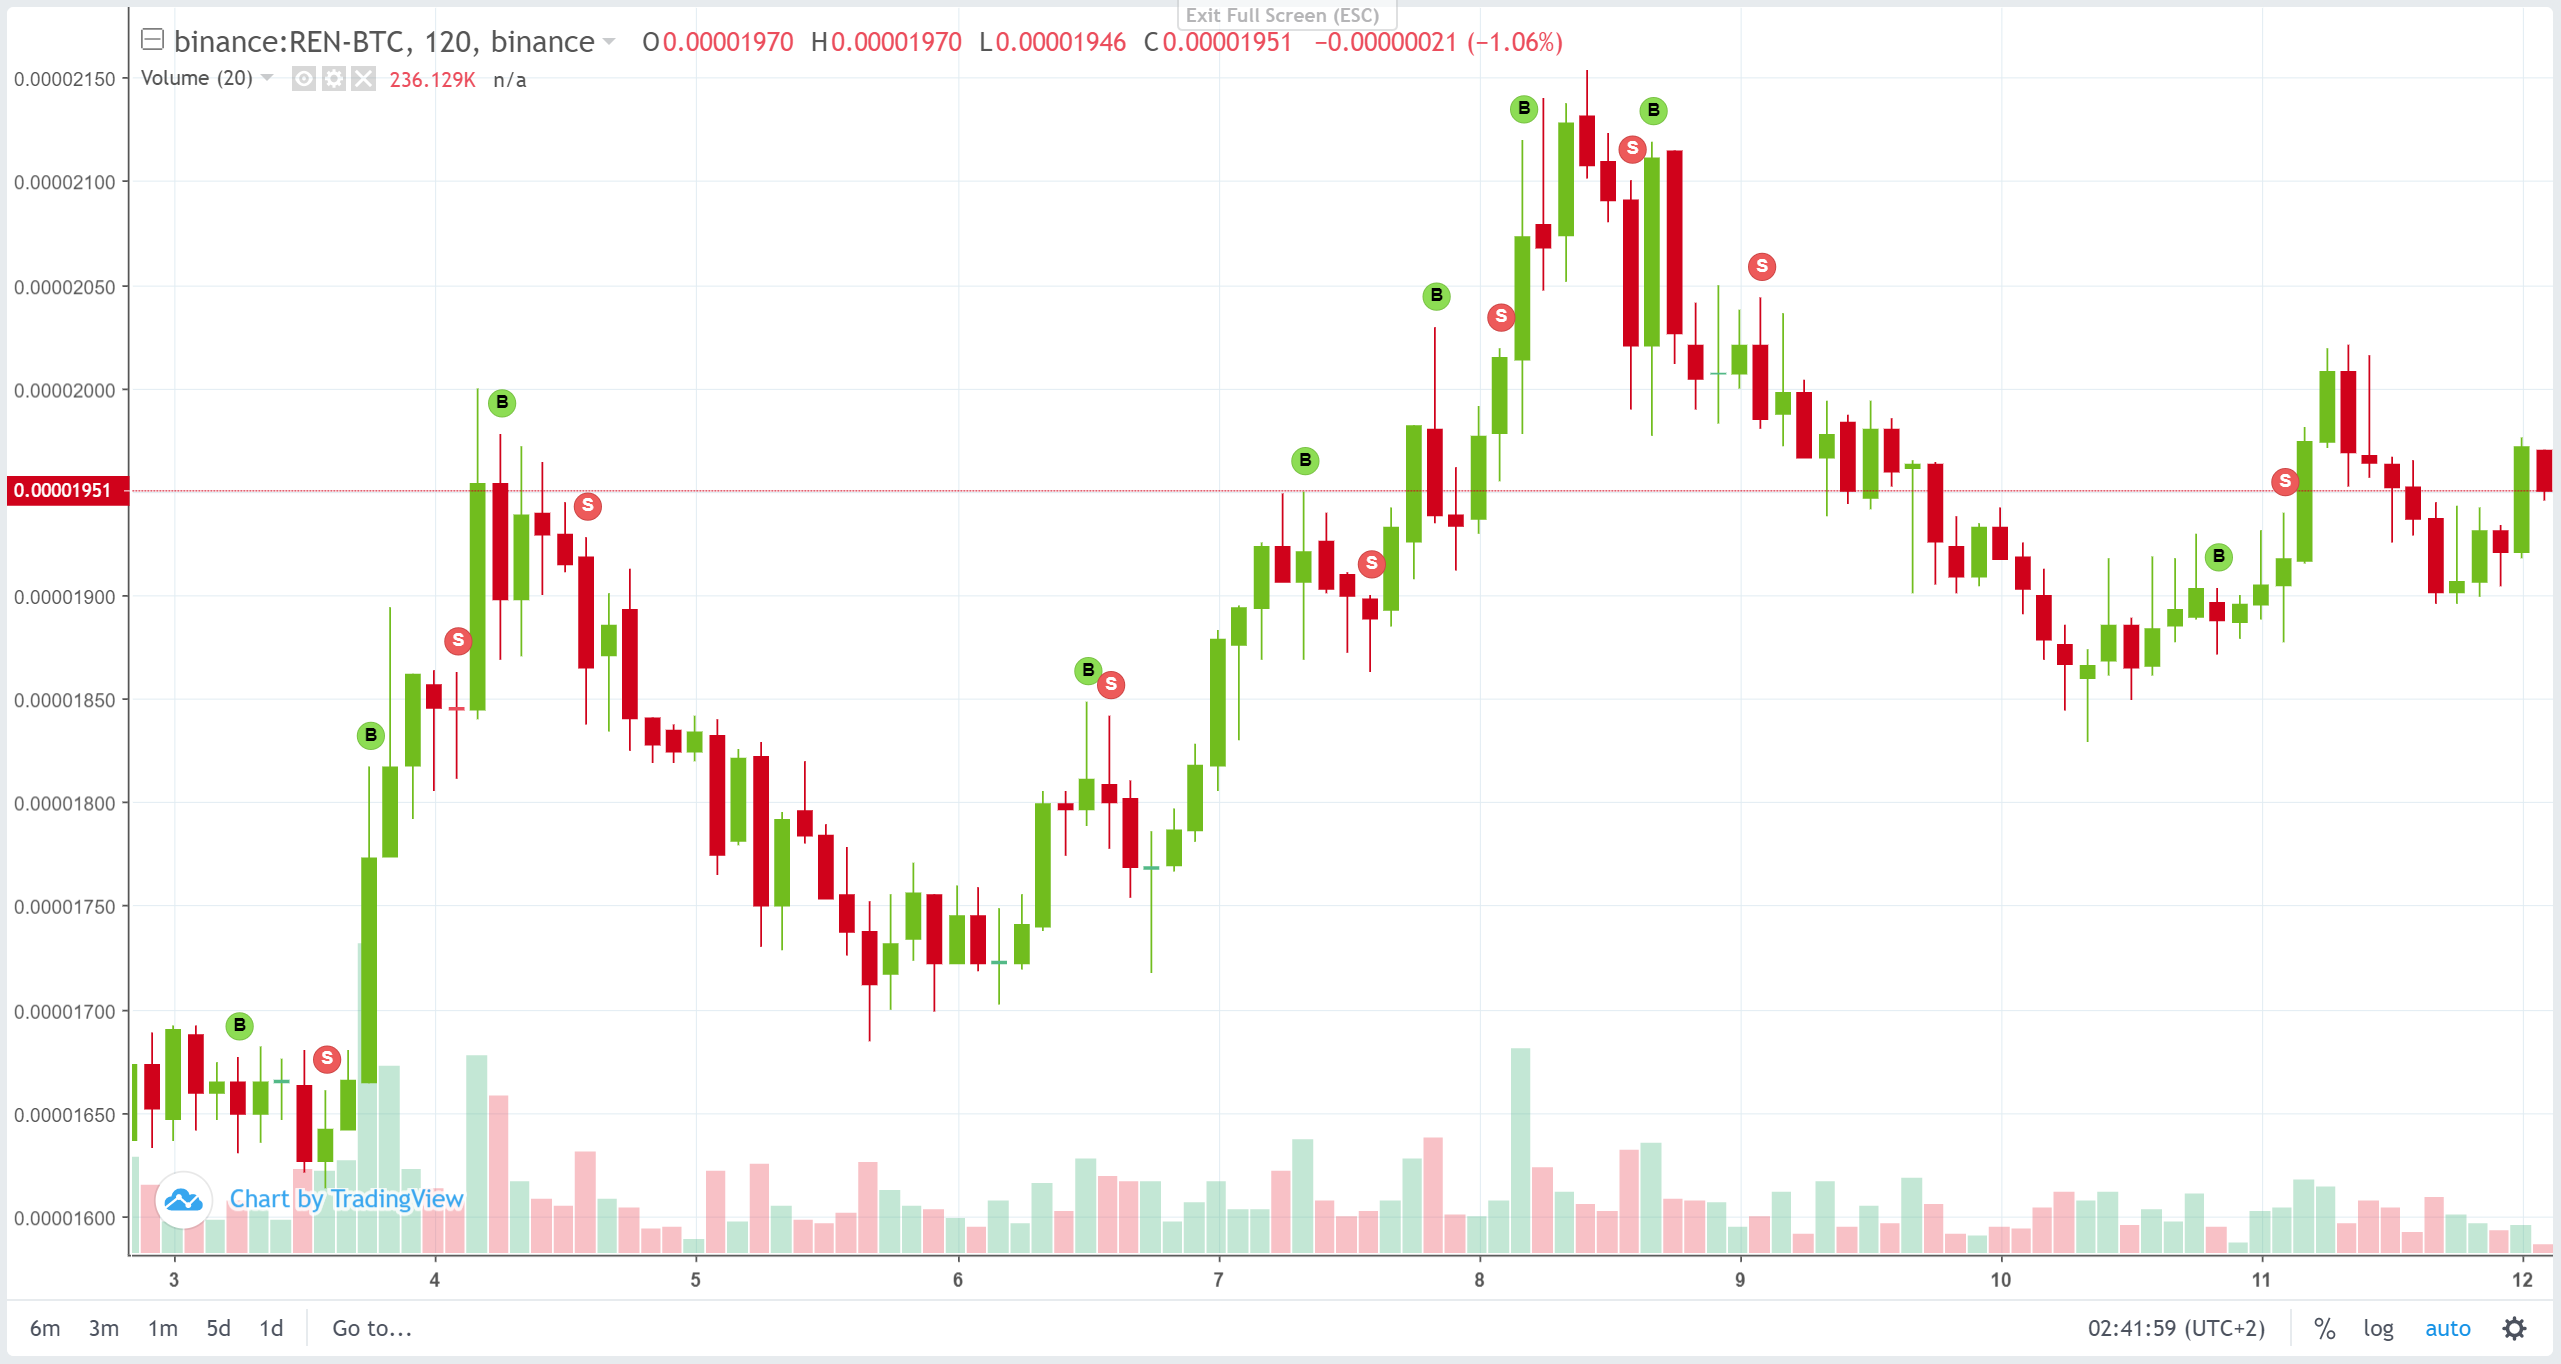 Exit Full Screen (ESC)
binance:REN-BTC, 120, binance O0.00001970 H0.00001970 L0.00001946 C0.00001951 −0.00000021 (−1.06%)
Volume (20) 236.129K n/a
0.00002150
B
B
S
0.00002100
S
0.00002050
B
S
0.00002000
B
B
S
0.00001951
S
B
S
0.00001900
S
B
S
0.00001850
B
0.00001800
0.00001750
0.00001700
B
S
0.00001650
Chart by TradingView
0.00001600
3 4 5 6 7 8 9 10 11 12
6m 3m 1m 5d 1d Go to... 02:41:59 (UTC+2) % log auto